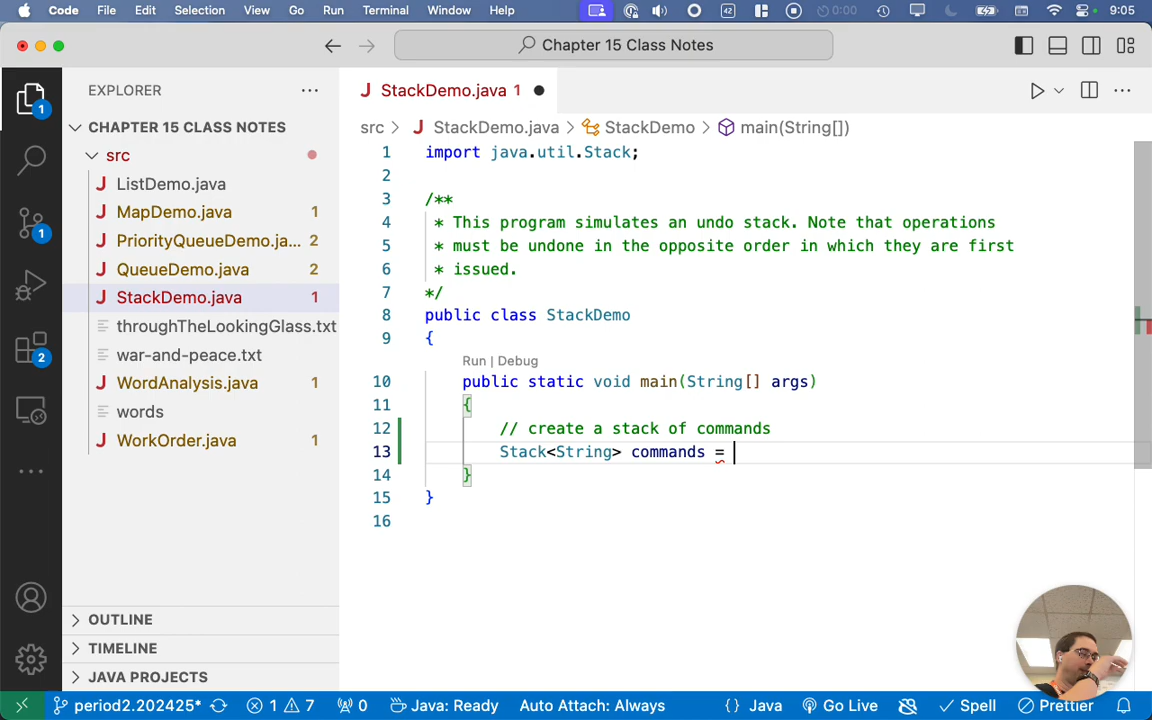 Code File Edit Selection View Go Run Terminal Window Help 42 0:00 9:05
Chapter 15 Class Notes
EXPLORER
CHAPTER 15 CLASS NOTES
src
ListDemo.java
MapDemo.java 1
PriorityQueueDemo.ja... 2
QueueDemo.java 2
StackDemo.java 1
throughTheLookingGlass.txt
war-and-peace.txt
WordAnalysis.java 1
words
WorkOrder.java 1
OUTLINE
TIMELINE
JAVA PROJECTS
1
1
2
J StackDemo.java 1
src > J StackDemo.java > StackDemo > main(String[])
1 import java.util.Stack;
2
3 /**
4 * This program simulates an undo stack. Note that operations
5 * must be undone in the opposite order in which they are first
6 * issued.
7 */
8 public class StackDemo
9 {
Run | Debug
10 public static void main(String[] args)
11 {
12 // create a stack of commands
13 Stack<String> commands =
14 }
15 }
16
period2.202425* 1 7 0 Java: Ready Auto Attach: Always {} Java Go Live Spell Prettier